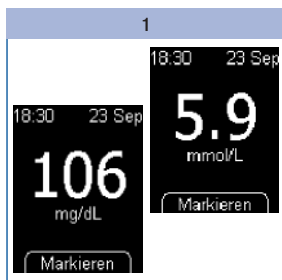 1
18:30 23 Sep
106
mg/dL
Markieren
18:30 23 Sep
5.9
mmol/L
Markieren